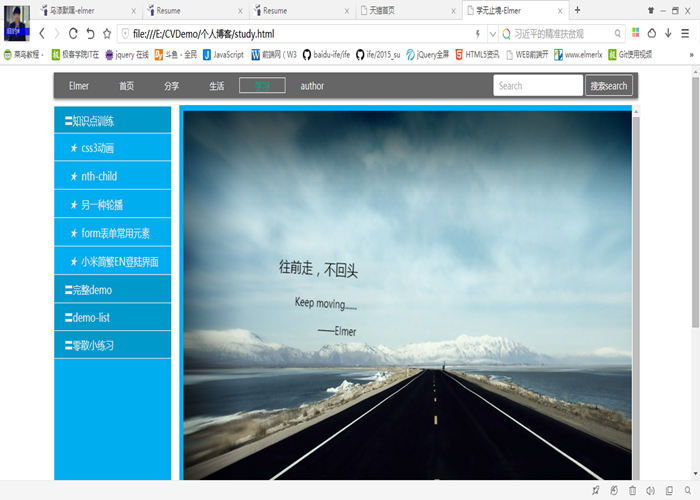 乌漆默嘿-elmer
Resume
Resume
天道首页
学无止境-Elmer
file:///E:/CVDemo/个人博客/study.html
习近平的精准扶贫观
菜鸟教程 -
极客学院IT在
jquery 在线
斗鱼 - 全民
JavaScript
前端网（W3
baidu-ife/ife
ife/2015_su
jQuery全屏
HTML5资讯
WEB前端开
www.elmerlx
Git使用视频
Elmer
首页
分享
生活
学习
author
Search
搜索search
〓知识点训练
css3动画
nth-child
另一种轮播
form表单常用元素
小米简繁EN登陆界面
〓完整demo
〓demo-list
〓零散小练习
往前走，不回头
Keep moving......
——Elmer